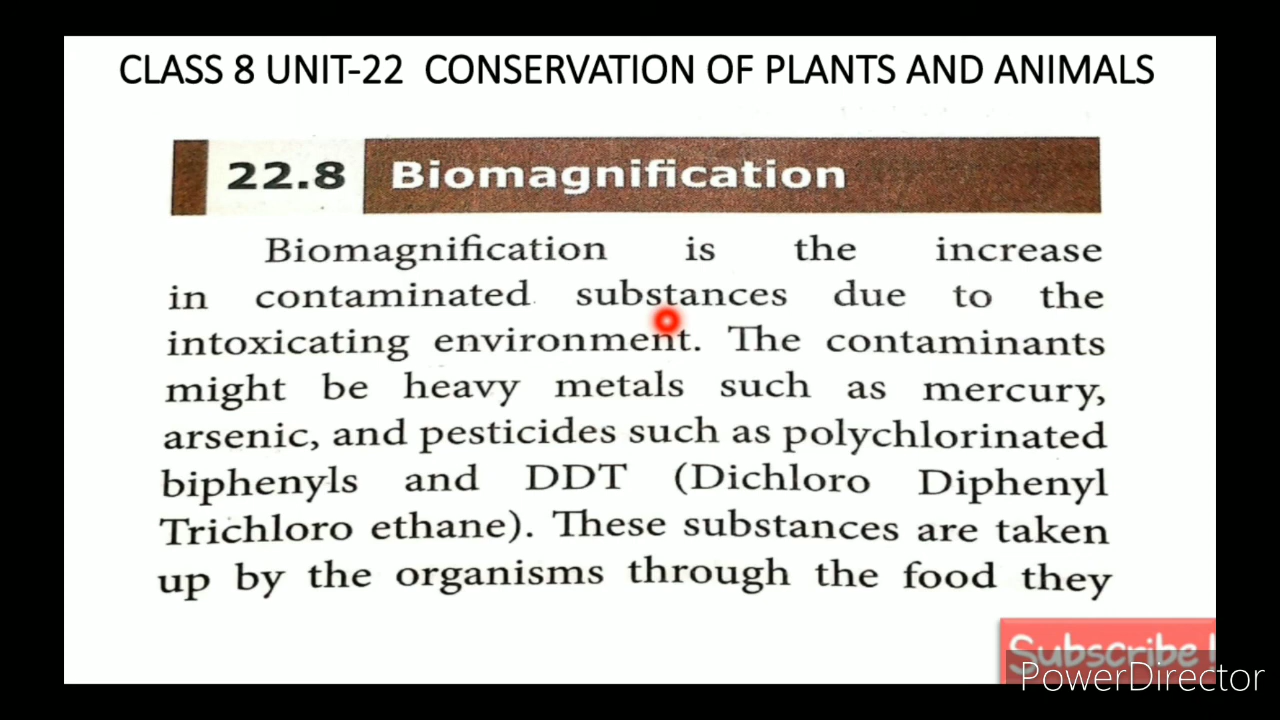 CLASS 8 UNIT-22 CONSERVATION OF PLANTS AND ANIMALS
22.8 Biomagnification
Biomagnification is the increase
in contaminated substances due to the
intoxicating environment. The contaminants
might be heavy metals such as mercury,
arsenic, and pesticides such as polychlorinated
biphenyls and DDT (Dichloro Diphenyl
Trichloro ethane). These substances are taken
up by the organisms through the food they
Subscribe !
PowerDirector